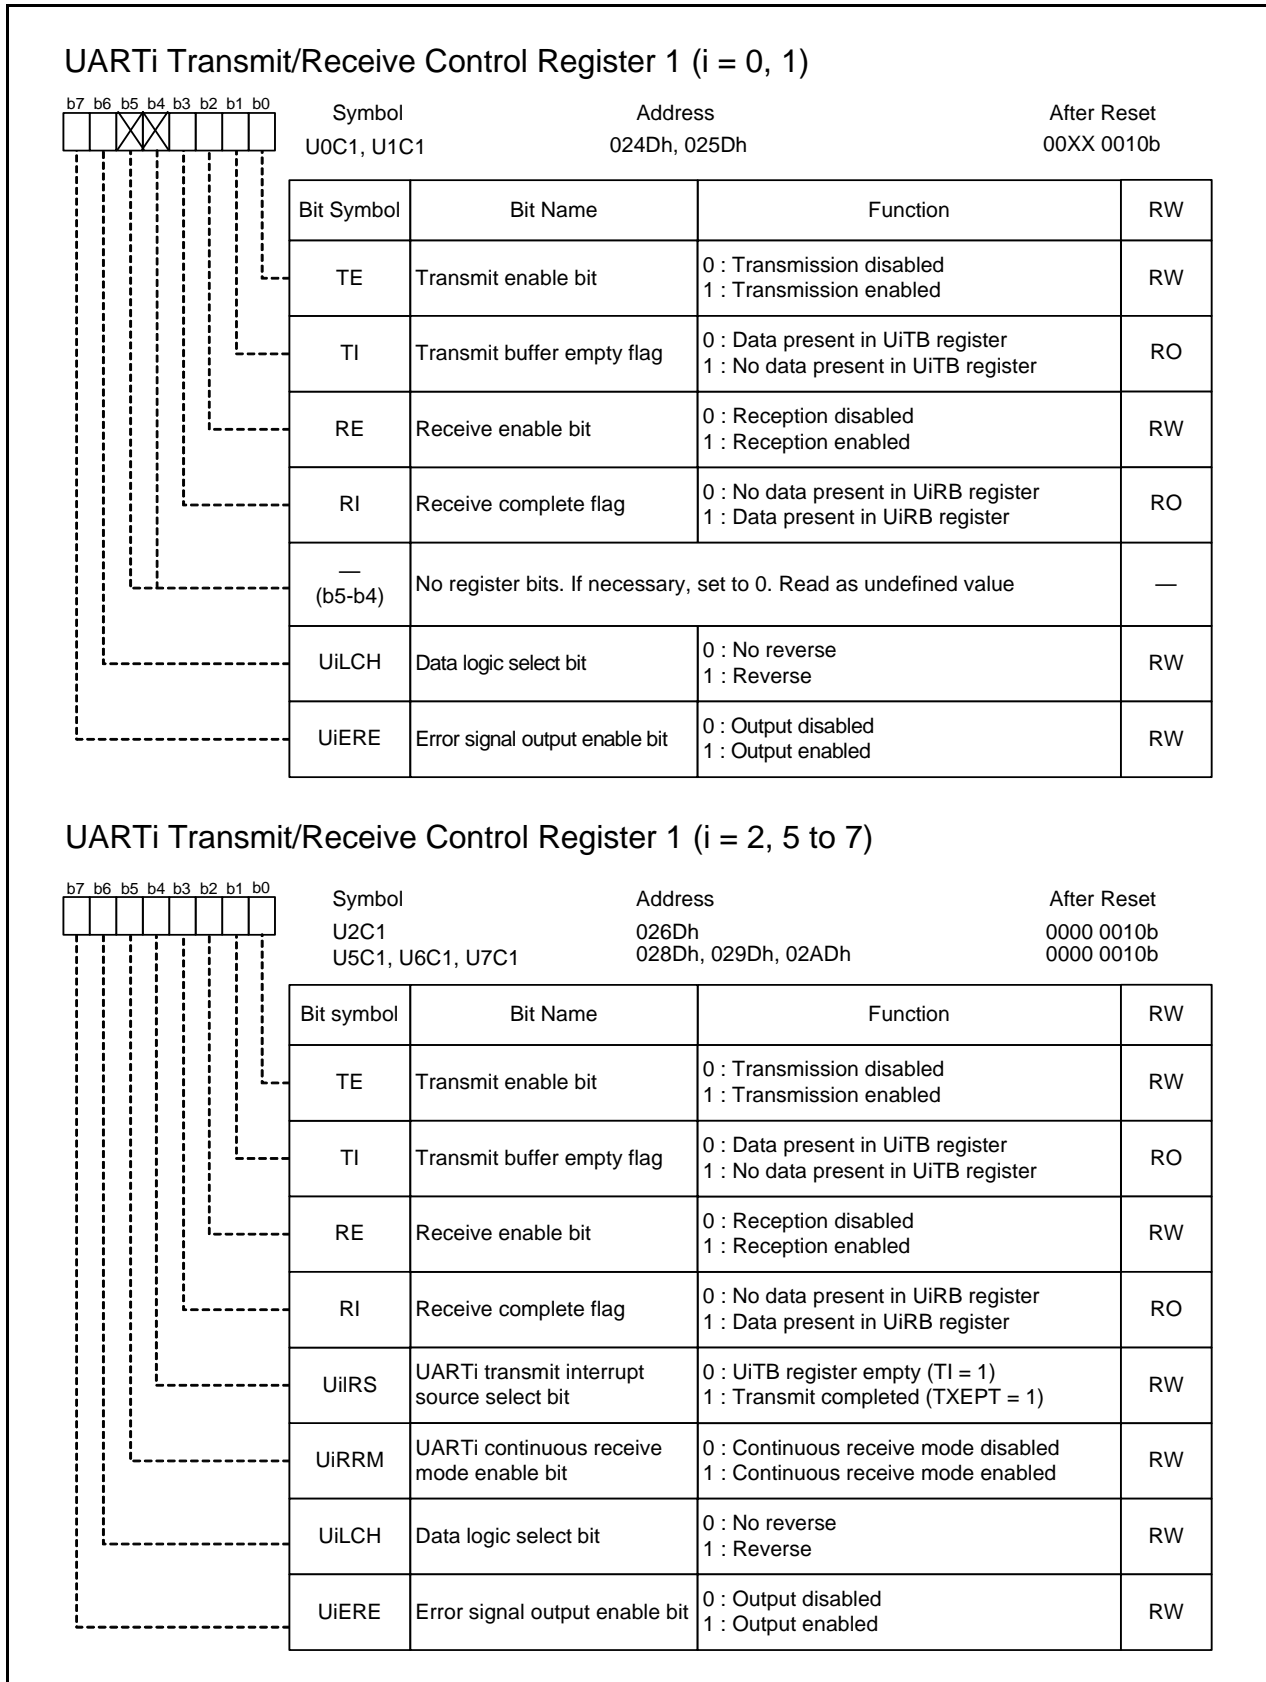 UARTi Transmit/Receive Control Register 1 (i = 0, 1)
b7 b6 b5 b4 b3 b2 b1 b0
Symbol Address After Reset
U0C1, U1C1 024Dh, 025Dh 00XX 0010b
Bit Symbol Bit Name Function RW
TE Transmit enable bit 0 : Transmission disabled RW
1 : Transmission enabled
TI Transmit buffer empty flag 0 : Data present in UiTB register RO
1 : No data present in UiTB register
RE Receive enable bit 0 : Reception disabled RW
1 : Reception enabled
RI Receive complete flag 0 : No data present in UiRB register RO
1 : Data present in UiRB register
—
(b5-b4) No register bits. If necessary, set to 0. Read as undefined value —
UiLCH Data logic select bit 0 : No reverse RW
1 : Reverse
UiERE Error signal output enable bit 0 : Output disabled RW
1 : Output enabled
UARTi Transmit/Receive Control Register 1 (i = 2, 5 to 7)
b7 b6 b5 b4 b3 b2 b1 b0
Symbol Address After Reset
U2C1 026Dh 0000 0010b
U5C1, U6C1, U7C1 028Dh, 029Dh, 02ADh 0000 0010b
Bit symbol Bit Name Function RW
TE Transmit enable bit 0 : Transmission disabled RW
1 : Transmission enabled
TI Transmit buffer empty flag 0 : Data present in UiTB register RO
1 : No data present in UiTB register
RE Receive enable bit 0 : Reception disabled RW
1 : Reception enabled
RI Receive complete flag 0 : No data present in UiRB register RO
1 : Data present in UiRB register
UiIRS UARTi transmit interrupt 0 : UiTB register empty (TI = 1) RW
source select bit 1 : Transmit completed (TXEPT = 1)
UiRRM UARTi continuous receive 0 : Continuous receive mode disabled RW
mode enable bit 1 : Continuous receive mode enabled
UiLCH Data logic select bit 0 : No reverse RW
1 : Reverse
UiERE Error signal output enable bit 0 : Output disabled RW
1 : Output enabled